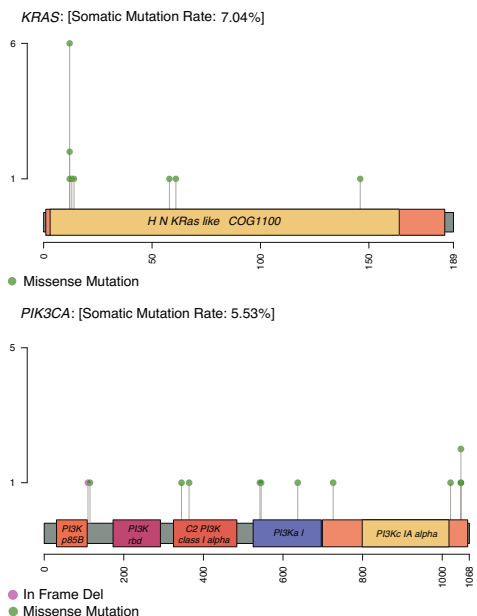 KRAS: [Somatic Mutation Rate: 7.04%]
6
1
H N KRas like COG1100
0 50 100 150 189
Missense Mutation
PIK3CA: [Somatic Mutation Rate: 5.53%]
5
1
PI3K p85B
PI3K rbd
C2 PI3K class I alpha
PI3Ka I
PI3Kc IA alpha
0 200 400 600 800 1000 1068
In Frame Del
Missense Mutation